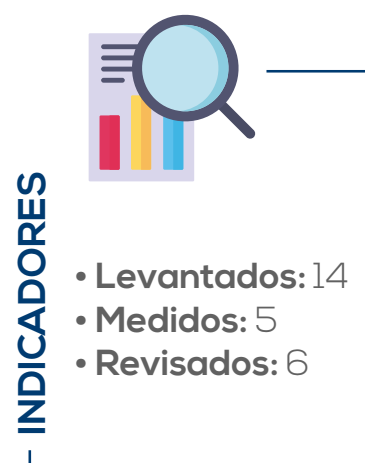 INDICADORES
• Levantados: 14
• Medidos: 5
• Revisados: 6